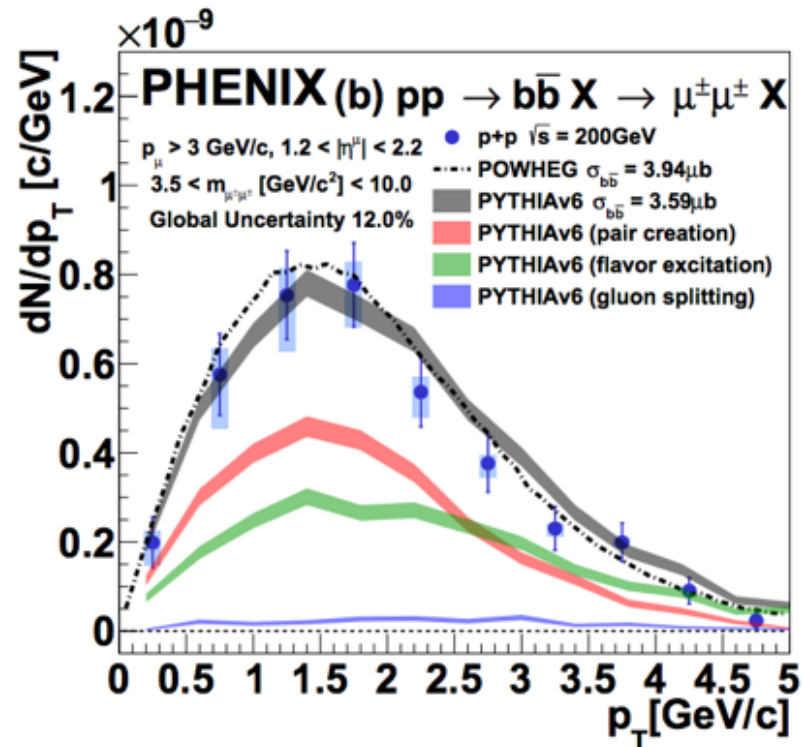 ×10⁻⁹
PHENIX (b) pp → bb̅ X → μ±μ± X
pμ > 3 GeV/c, 1.2 < |ημ| < 2.2
3.5 < mμ±μ± [GeV/c²] < 10.0
Global Uncertainty 12.0%
p+p √s = 200GeV
POWHEG σbb̅ = 3.94μb
PYTHIAv6 σbb̅ = 3.59μb
PYTHIAv6 (pair creation)
PYTHIAv6 (flavor excitation)
PYTHIAv6 (gluon splitting)
dN/dpT [c/GeV]
1.2
1
0.8
0.6
0.4
0.2
0
0 0.5 1 1.5 2 2.5 3 3.5 4 4.5 5
pT[GeV/c]